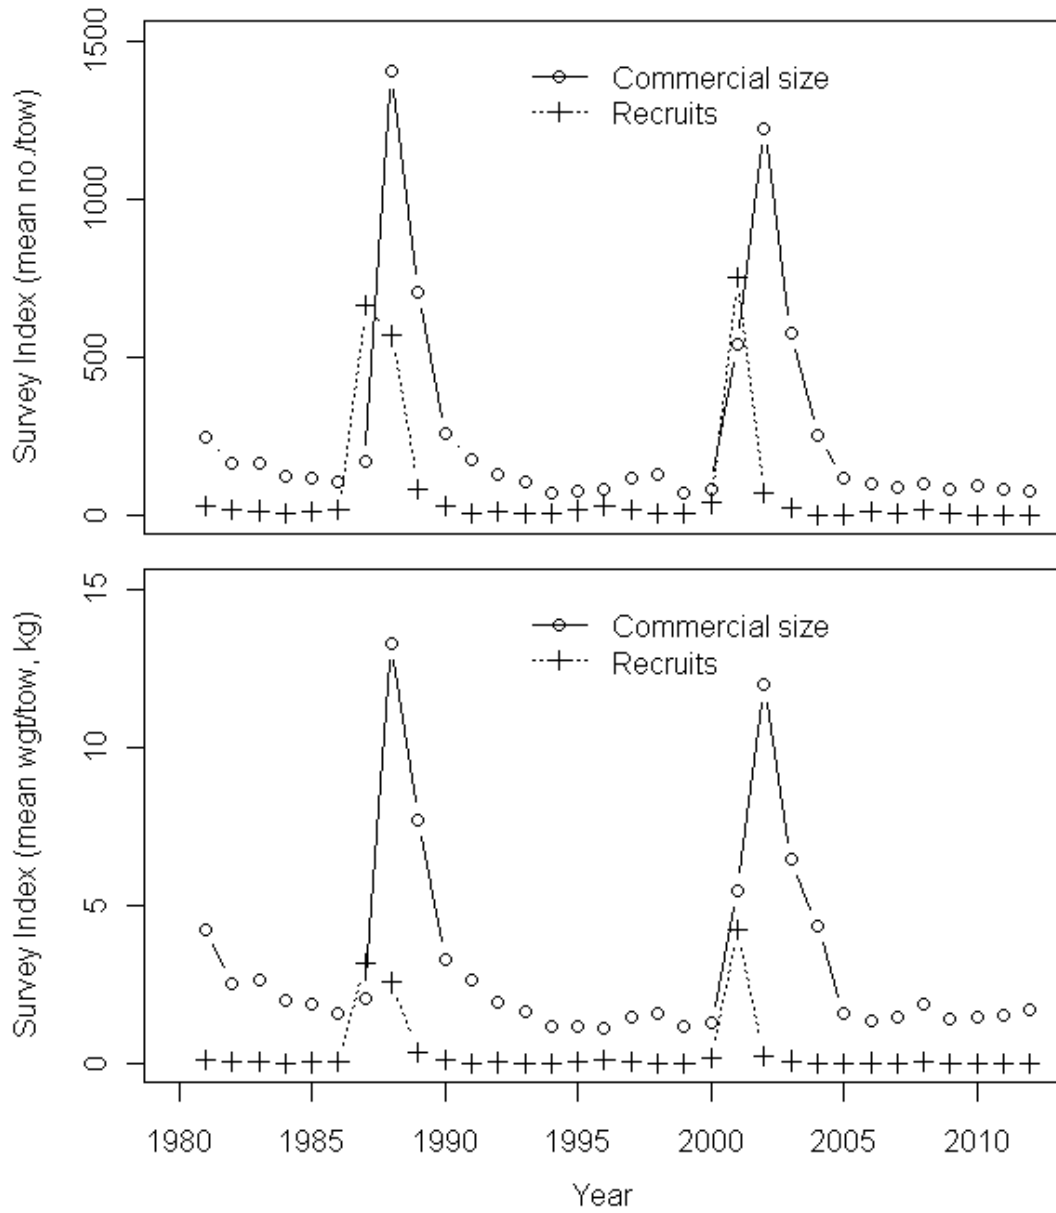 Survey Index (mean no./tow)
1500
1000
500
0
Commercial size
Recruits
Survey Index (mean wgt/tow, kg)
15
10
5
0
Commercial size
Recruits
1980 1985 1990 1995 2000 2005 2010
Year